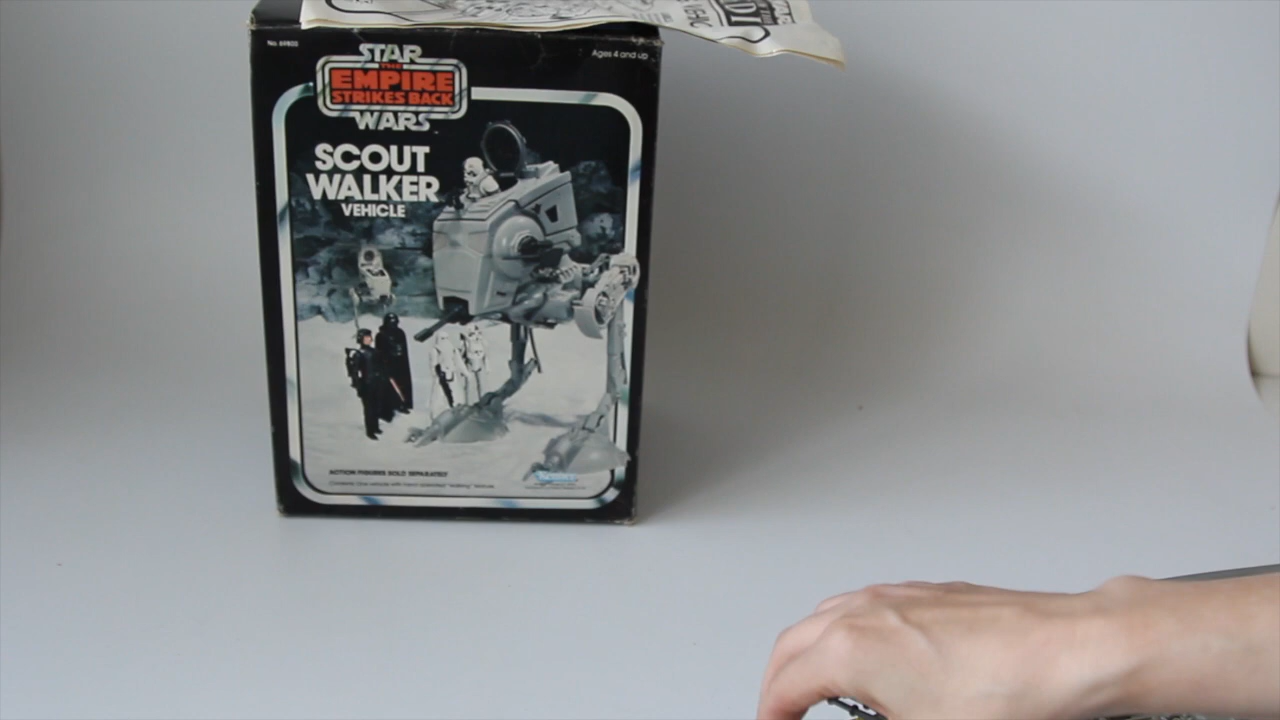 No. 69800
Ages 4 and up
STAR
THE
EMPIRE
STRIKES BACK
WARS
SCOUT
WALKER
VEHICLE
ACTION FIGURES SOLD SEPARATELY
Kenner